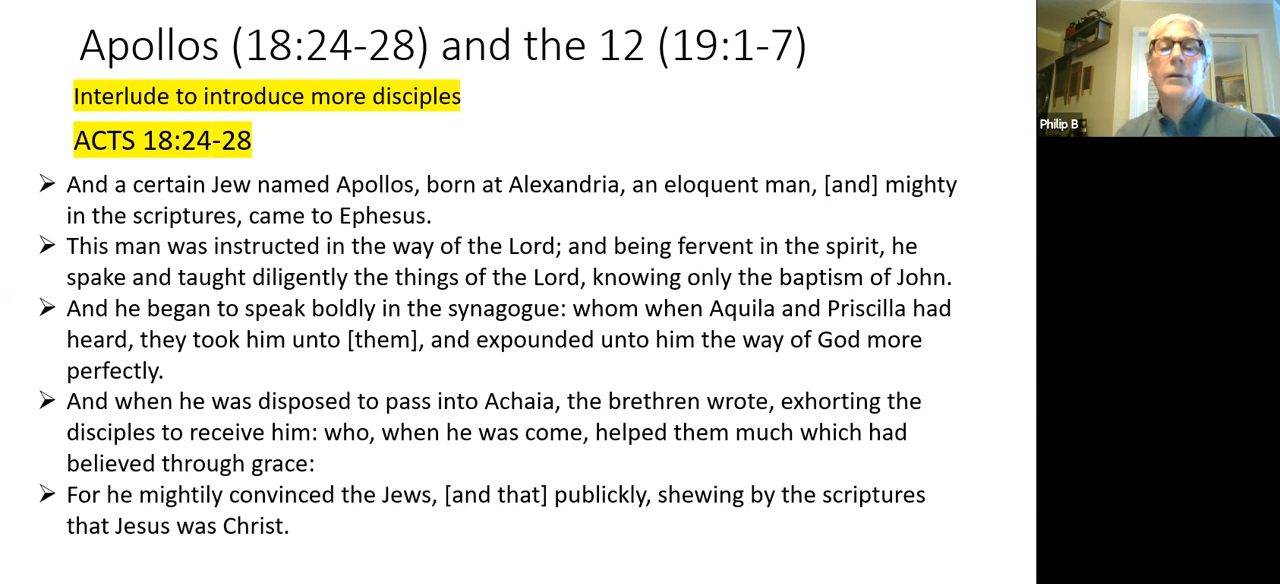 Apollos (18:24-28) and the 12 (19:1-7)
Interlude to introduce more disciples
ACTS 18:24-28
➢ And a certain Jew named Apollos, born at Alexandria, an eloquent man, [and] mighty
in the scriptures, came to Ephesus.
➢ This man was instructed in the way of the Lord; and being fervent in the spirit, he
spake and taught diligently the things of the Lord, knowing only the baptism of John.
➢ And he began to speak boldly in the synagogue: whom when Aquila and Priscilla had
heard, they took him unto [them], and expounded unto him the way of God more
perfectly.
➢ And when he was disposed to pass into Achaia, the brethren wrote, exhorting the
disciples to receive him: who, when he was come, helped them much which had
believed through grace:
➢ For he mightily convinced the Jews, [and that] publickly, shewing by the scriptures
that Jesus was Christ.
Philip B